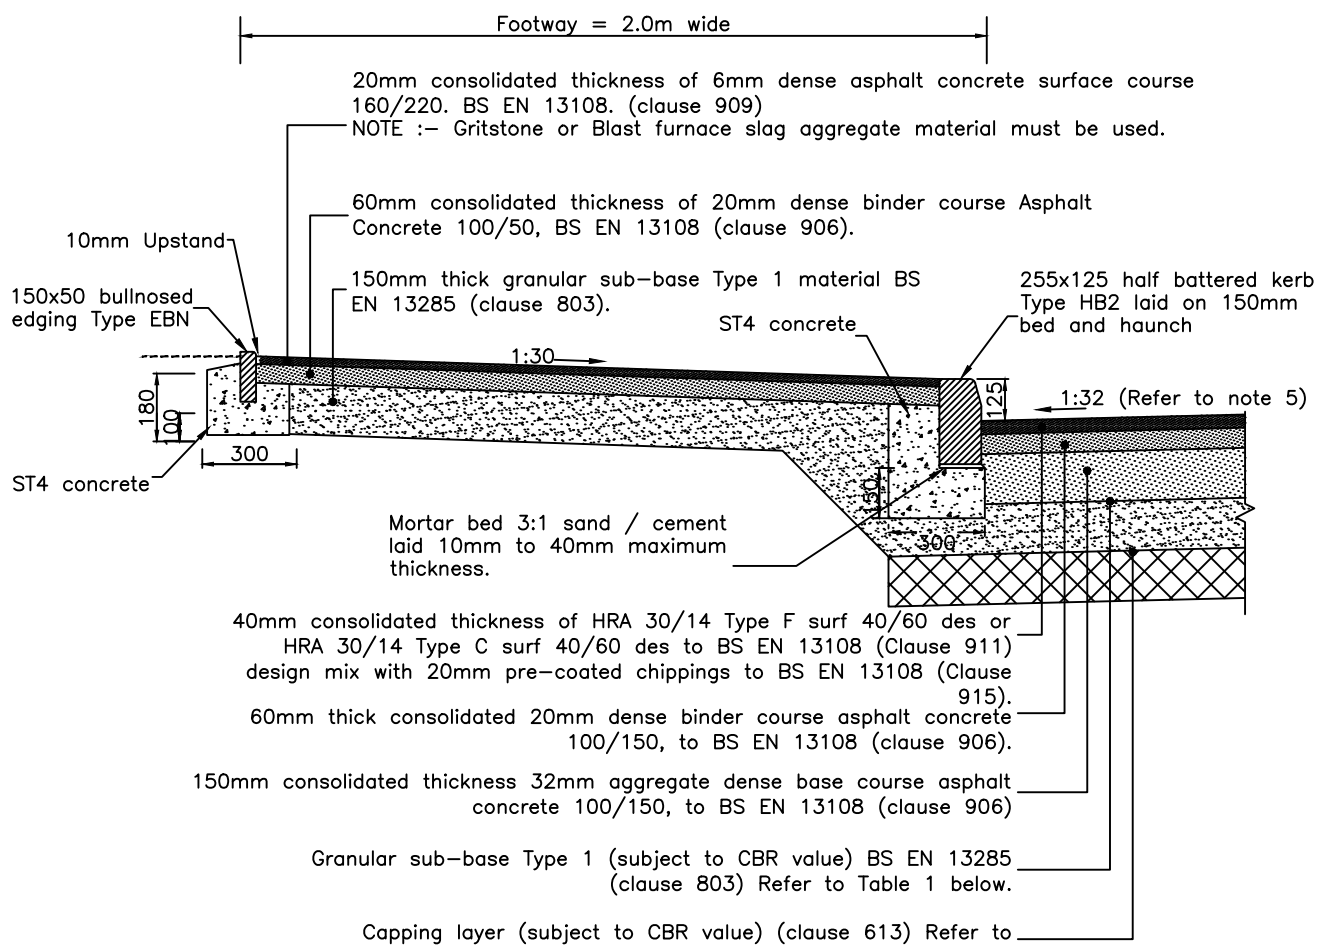 Footway = 2.0m wide
20mm consolidated thickness of 6mm dense asphalt concrete surface course
160/220. BS EN 13108. (clause 909)
NOTE :- Gritstone or Blast furnace slag aggregate material must be used.
60mm consolidated thickness of 20mm dense binder course Asphalt
Concrete 100/50, BS EN 13108 (clause 906).
10mm Upstand
150mm thick granular sub-base Type 1 material BS
EN 13285 (clause 803).
255x125 half battered kerb
Type HB2 laid on 150mm
bed and haunch
150x50 bullnosed
edging Type EBN
ST4 concrete
1:30
125
1:32 (Refer to note 5)
180
100
300
ST4 concrete
150
300
Mortar bed 3:1 sand / cement
laid 10mm to 40mm maximum
thickness.
40mm consolidated thickness of HRA 30/14 Type F surf 40/60 des or
HRA 30/14 Type C surf 40/60 des to BS EN 13108 (Clause 911)
design mix with 20mm pre-coated chippings to BS EN 13108 (Clause
915).
60mm thick consolidated 20mm dense binder course asphalt concrete
100/150, to BS EN 13108 (clause 906).
150mm consolidated thickness 32mm aggregate dense base course asphalt
concrete 100/150, to BS EN 13108 (clause 906)
Granular sub-base Type 1 (subject to CBR value) BS EN 13285
(clause 803) Refer to Table 1 below.
Capping layer (subject to CBR value) (clause 613) Refer to